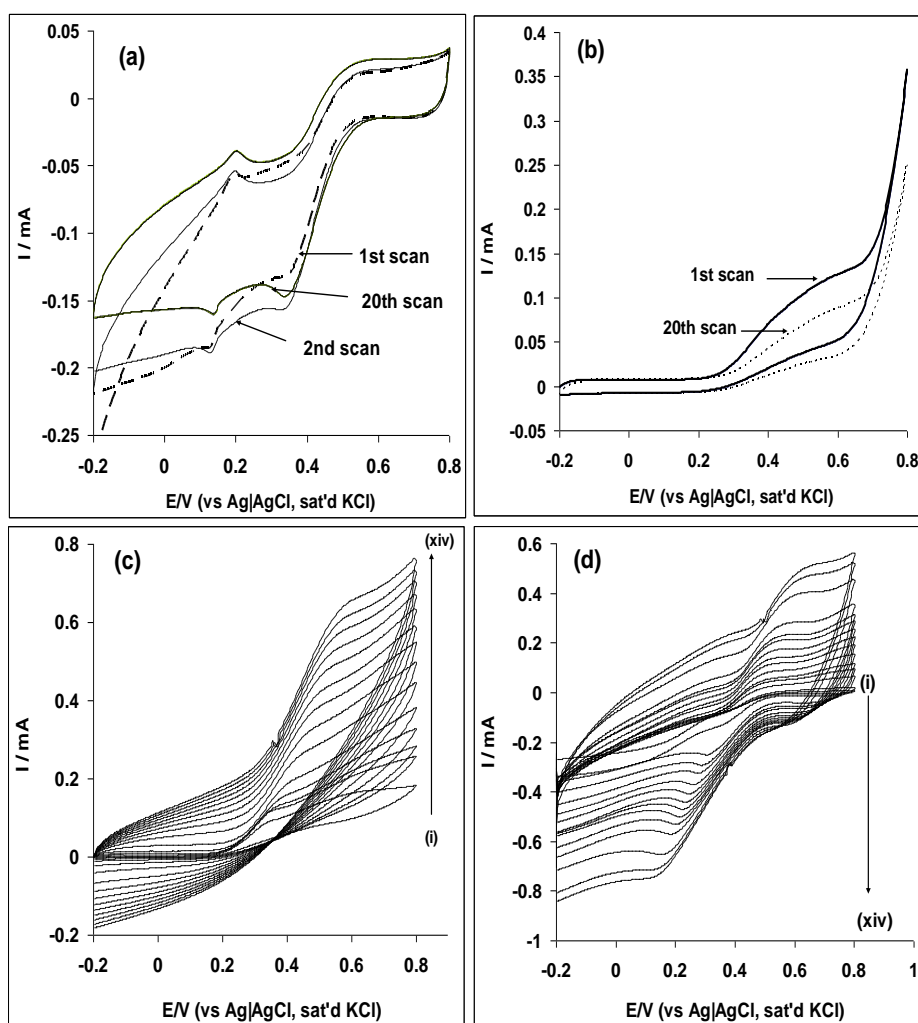 (a)
0.05
0
-0.05
-0.1
-0.15
-0.2
-0.25
I / mA
1st scan
20th scan
2nd scan
-0.2 0 0.2 0.4 0.6 0.8
E/V (vs Ag|AgCl, sat'd KCl)
(b)
0.4
0.35
0.3
0.25
0.2
0.15
0.1
0.05
0
-0.05
I / mA
1st scan
20th scan
-0.2 0 0.2 0.4 0.6 0.8
E/V (vs Ag|AgCl, sat'd KCl)
(c)
0.8
0.6
0.4
0.2
0
-0.2
I / mA
(xiv)
(i)
-0.2 0 0.2 0.4 0.6 0.8
E/V (vs Ag|AgCl, sat'd KCl)
(d)
0.6
0.4
0.2
0
-0.2
-0.4
-0.6
-0.8
-1
I / mA
(i)
(xiv)
-0.2 0 0.2 0.4 0.6 0.8 1
E/V (vs Ag|AgCl, sat'd KCl)